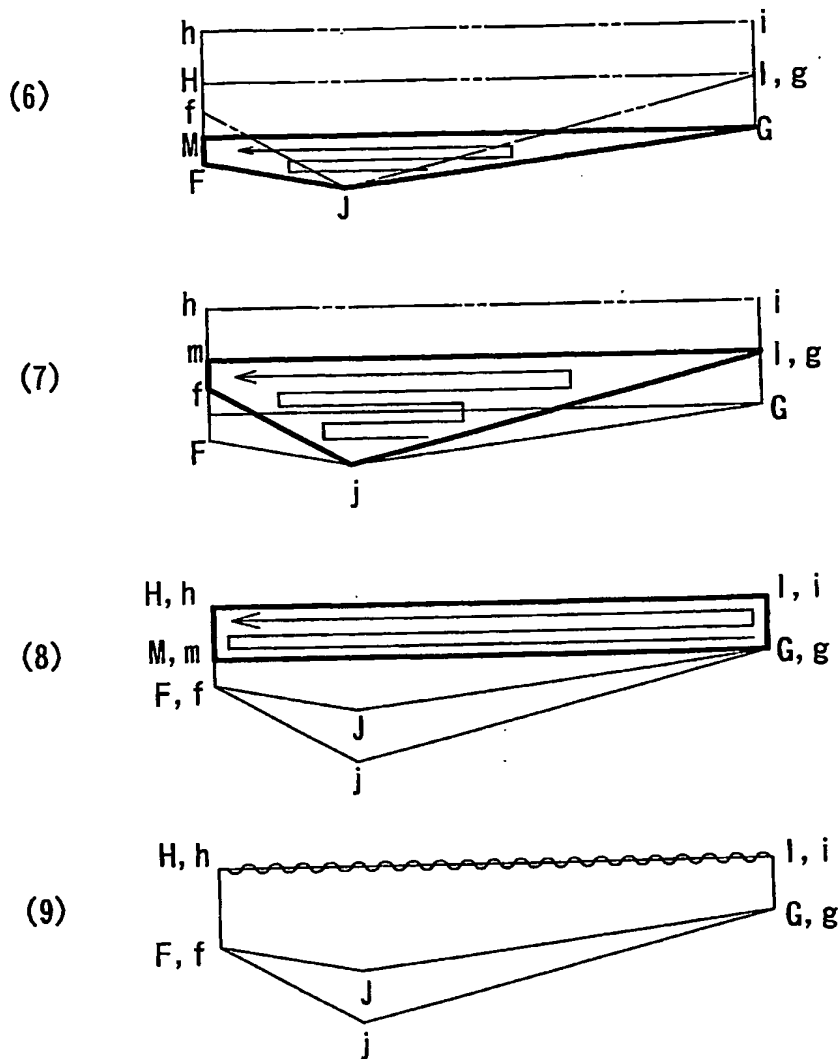 h i
H I, g
(6)
f
M G
F
J
h i
m I, g
(7)
f
G
F
j
H, h I, i
(8)
M, m G, g
F, f
J
j
H, h I, i
(9)
G, g
F, f
J
j